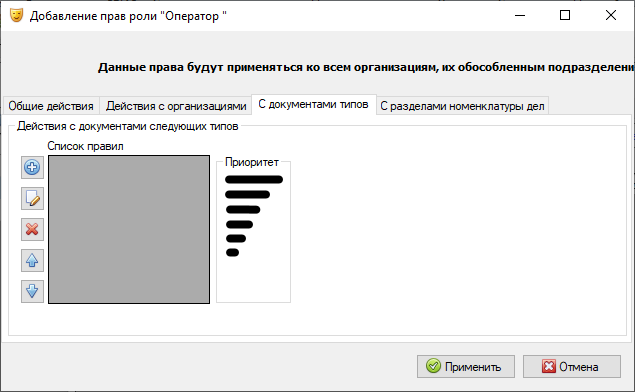 Добавление прав роли "Оператор "
Данные права будут применяться ко всем организациям, их обособленным подразделени
Общие действия
Действия с организациями
С документами типов
С разделами номенклатуры дел
Действия с документами следующих типов
Список правил
Приоритет
Применить
Отмена